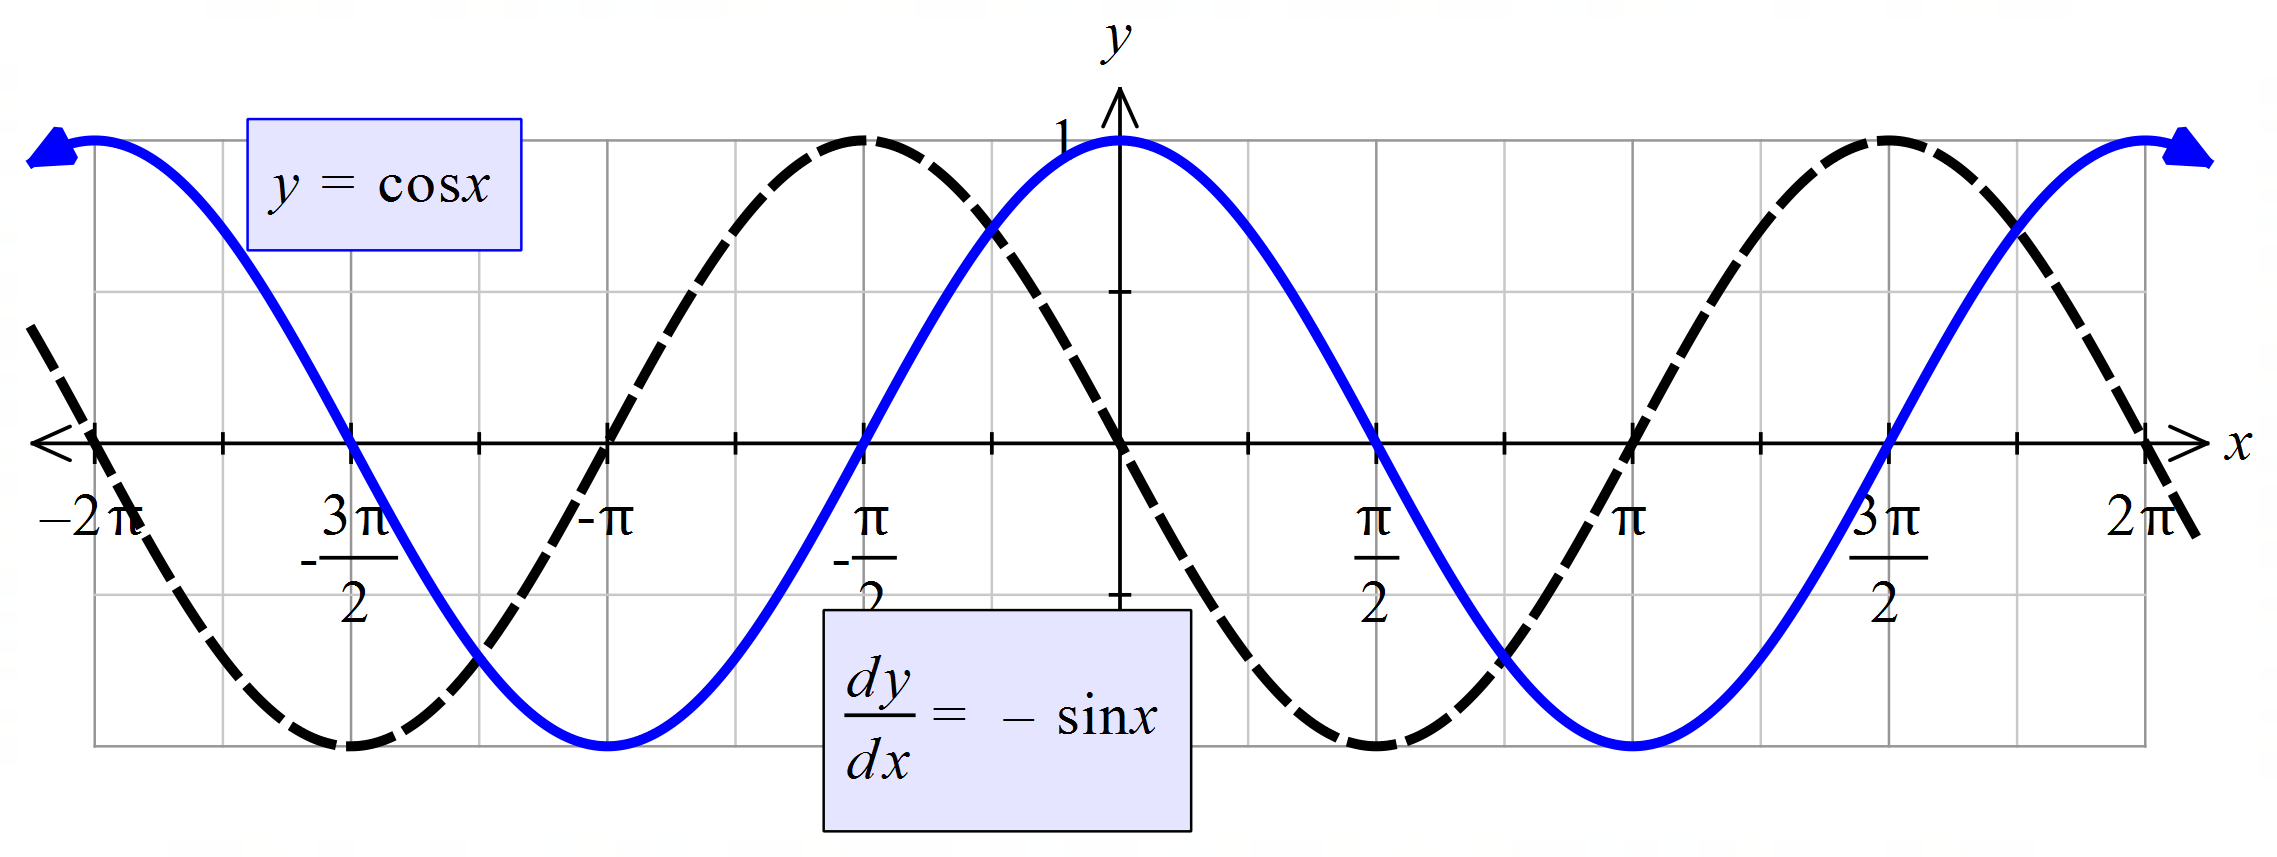 y
1
y = cosx
x
–2π
-3π/2
-π
-π/2
π/2
π
3π/2
2π
dy/dx = – sinx